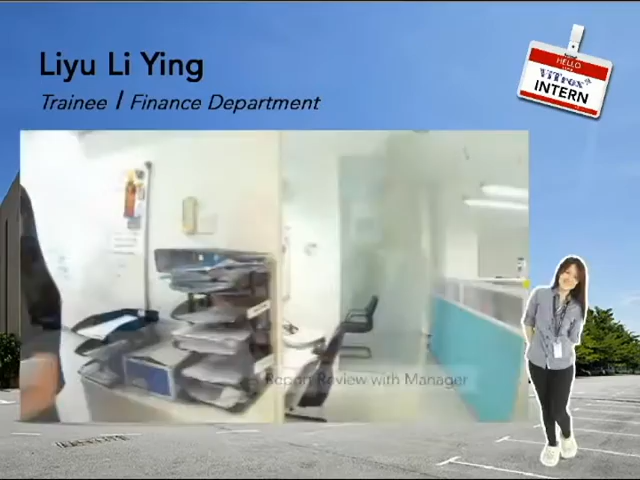 Liyu Li Ying
Trainee / Finance Department
HELLO
ViTrox
INTERN
Report Review with Manager